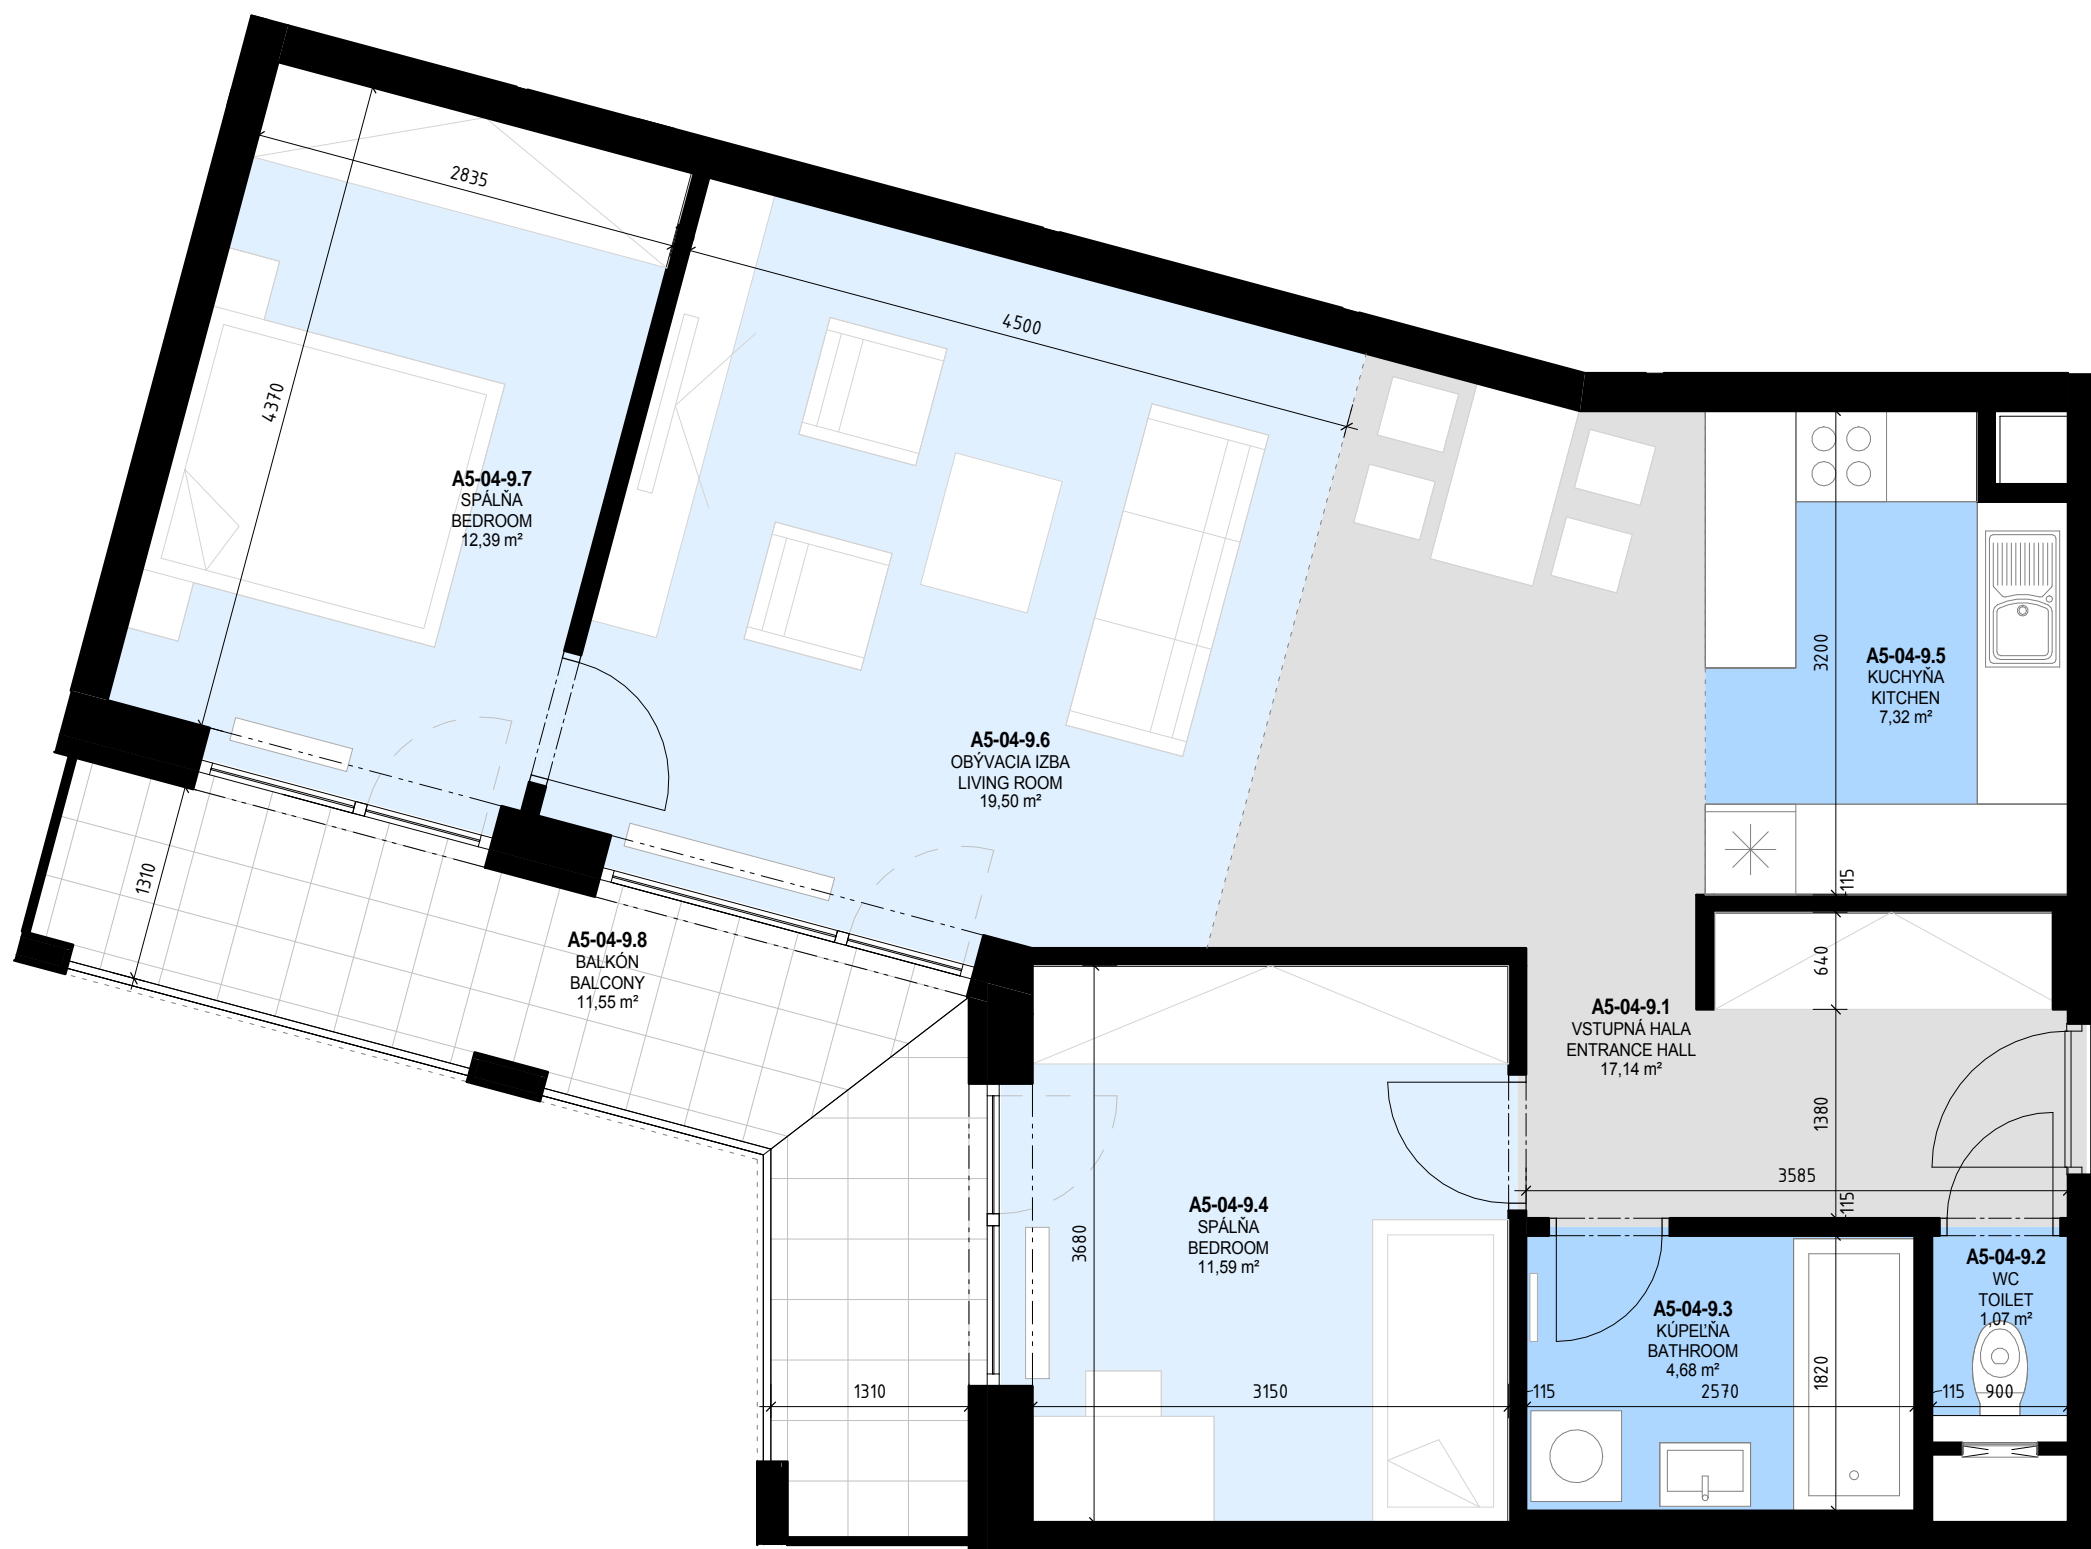 2835
4500
4370
A5-04-9.7
SPÁLŇA
BEDROOM
12,39 m²
A5-04-9.6
OBÝVACIA IZBA
LIVING ROOM
19,50 m²
3200
A5-04-9.5
KUCHYŇA
KITCHEN
7,32 m²
115
1310
A5-04-9.8
BALKÓN
BALCONY
11,55 m²
640
A5-04-9.1
VSTUPNÁ HALA
ENTRANCE HALL
17,14 m²
1380
3585
115
A5-04-9.4
SPÁLŇA
BEDROOM
11,59 m²
3680
A5-04-9.2
WC
TOILET
1,07 m²
A5-04-9.3
KÚPEĽŇA
BATHROOM
4,68 m²
1820
1310
3150
115
2570
115
900